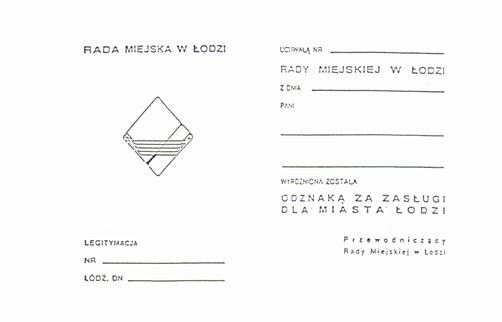 RADA MIEJSKA W ŁODZI
LEGITYMACJA
NR
ŁÓDŹ, DN
UCHWAŁĄ NR
RADY MIEJSKIEJ W ŁODZI
Z DNIA
PANI
WYRÓŻNIONA ZOSTAŁA
ODZNAKĄ ZA ZASŁUGI
DLA MIASTA ŁODZI
Przewodniczący
Rady Miejskiej w Łodzi